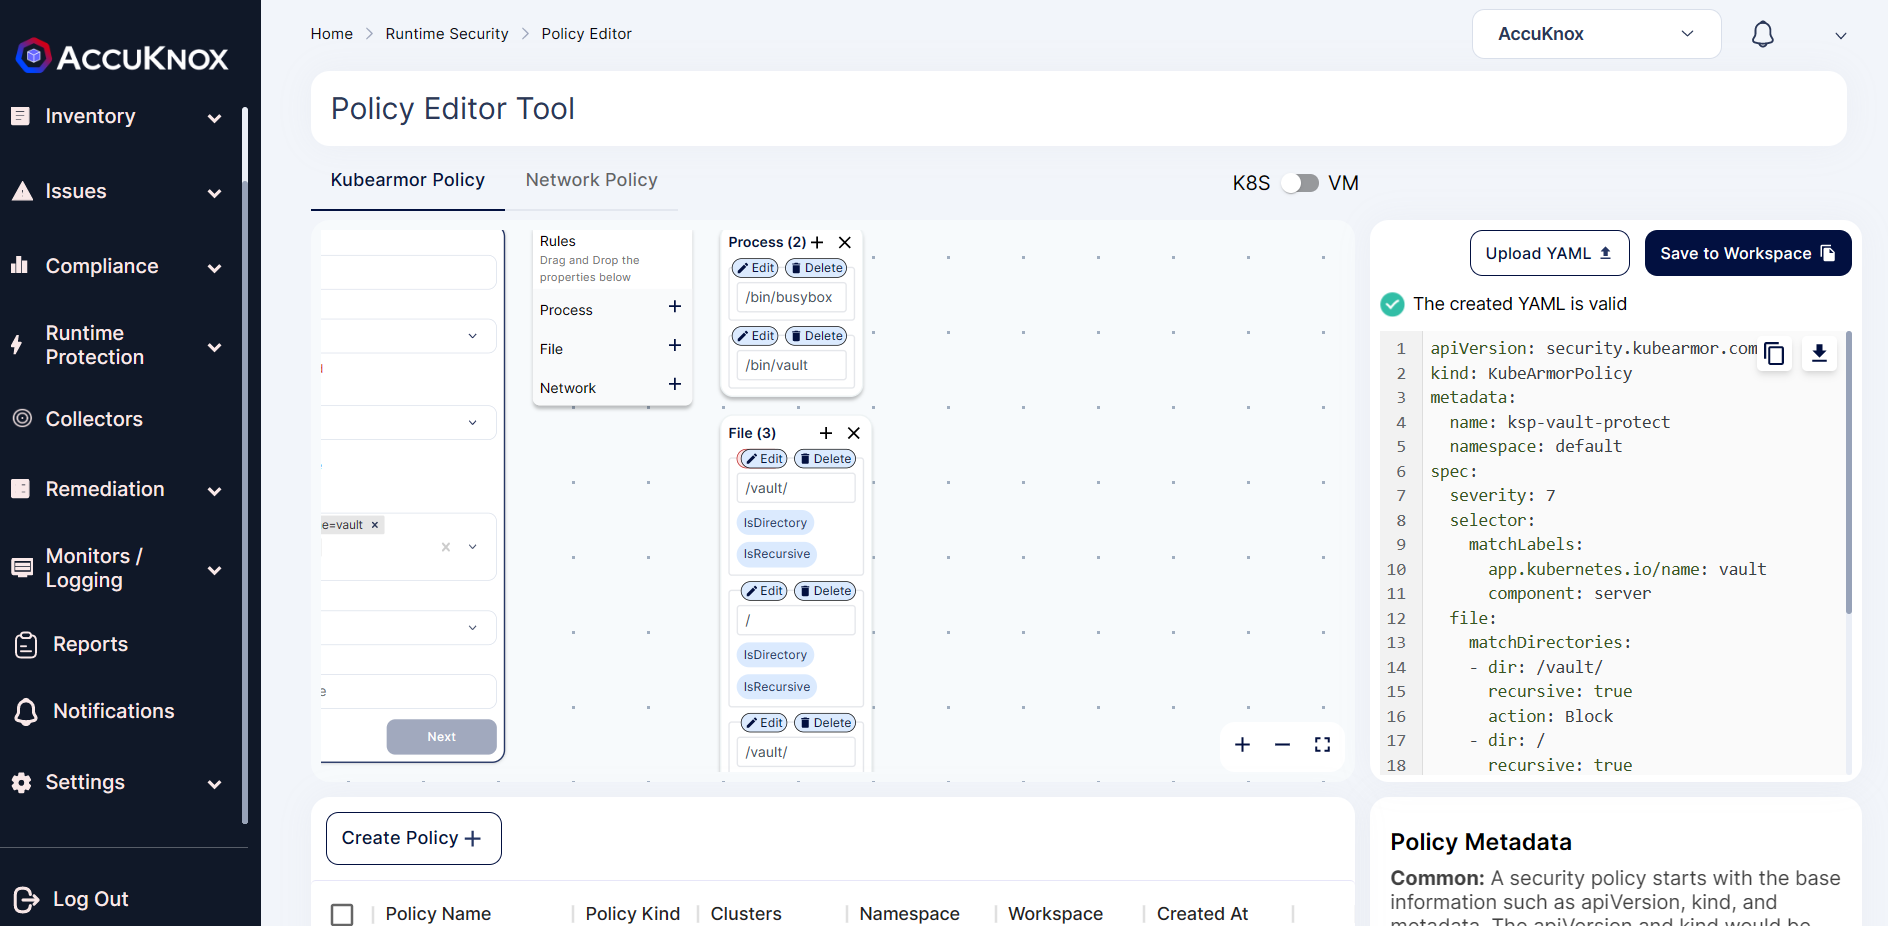 ACCUKNOX
Inventory
Issues
Compliance
Runtime
Protection
Collectors
Remediation
Monitors /
Logging
Reports
Notifications
Settings
Log Out
Home > Runtime Security > Policy Editor
AccuKnox
Policy Editor Tool
Kubearmor Policy
Network Policy
K8S
VM
e=vault ×
e
Next
Rules
Drag and Drop the
properties below
Process +
File +
Network +
Process (2) + ×
Edit Delete
/bin/busybox
Edit Delete
/bin/vault
File (3) + ×
Edit Delete
/vault/
IsDirectory
IsRecursive
Edit Delete
/
IsDirectory
IsRecursive
Edit Delete
/vault/
Upload YAML
Save to Workspace
The created YAML is valid
1 apiVersion: security.kubearmor.com
2 kind: KubeArmorPolicy
3 metadata:
4 name: ksp-vault-protect
5 namespace: default
6 spec:
7 severity: 7
8 selector:
9 matchLabels:
10 app.kubernetes.io/name: vault
11 component: server
12 file:
13 matchDirectories:
14 - dir: /vault/
15 recursive: true
16 action: Block
17 - dir: /
18 recursive: true
Create Policy +
Policy Name
Policy Kind
Clusters
Namespace
Workspace
Created At
Policy Metadata
Common: A security policy starts with the base
information such as apiVersion, kind, and
metadata. The apiVersion and kind would be